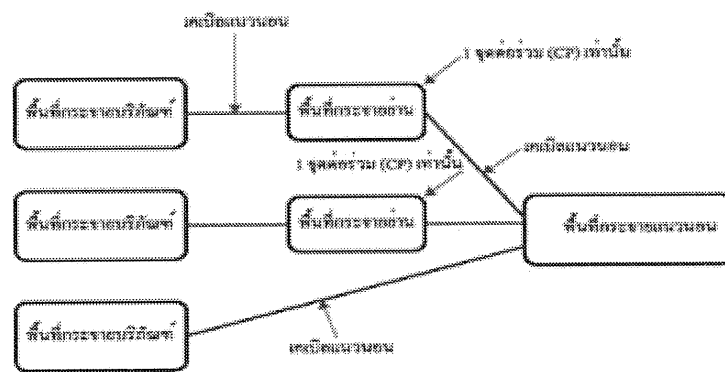 เคเบิลแนวนอน
1 ชุดต่อร่วม (CP) เท่านั้น
พื้นที่กระจายบริภัณฑ์
พื้นที่กระจายย่าน
เคเบิลแนวนอน
1 ชุดต่อร่วม (CP) เท่านั้น
พื้นที่กระจายบริภัณฑ์
พื้นที่กระจายย่าน
พื้นที่กระจายแนวนอน
พื้นที่กระจายบริภัณฑ์
เคเบิลแนวนอน